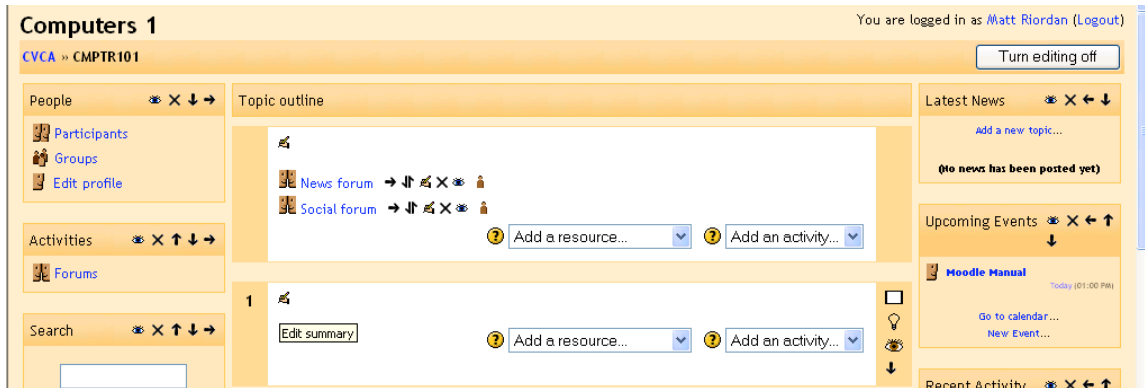 Computers 1
You are logged in as Matt Riordan (Logout)
CVCA » CMPTR101
Turn editing off
People
Participants
Groups
Edit profile
Activities
Forums
Search
Topic outline
News forum
Social forum
Add a resource...
Add an activity...
1
Edit summary
Add a resource...
Add an activity...
Latest News
Add a new topic...
(No news has been posted yet)
Upcoming Events
Moodle Manual
Today (01:00 PM)
Go to calendar...
New Event...
Recent Activity